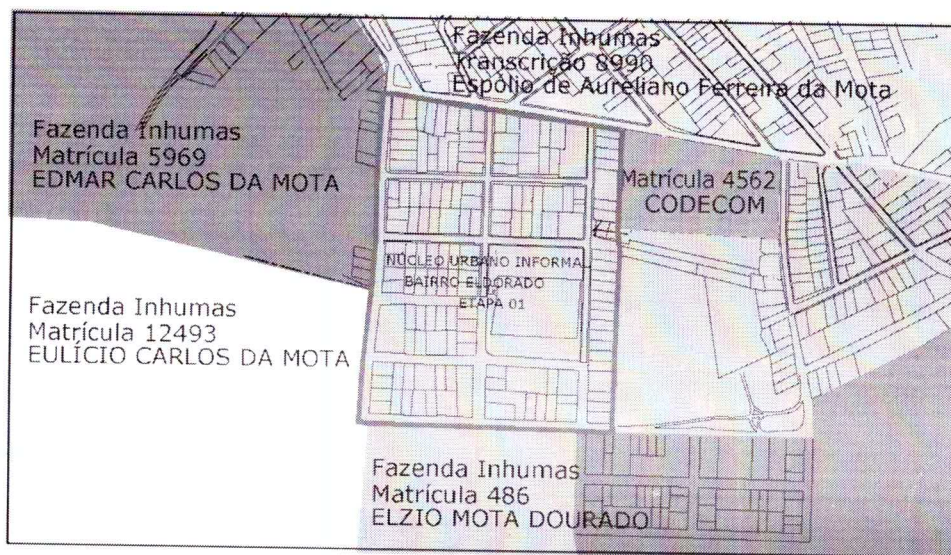 Fazenda Inhumas
Transcrição 8990
Espólio de Aureliano Ferreira da Mota
Fazenda Inhumas
Matrícula 5969
EDMAR CARLOS DA MOTA
Matrícula 4562
CODECOM
NÚCLEO URBANO INFORMAL
BAIRRO ELDORADO
ETAPA 01
Fazenda Inhumas
Matrícula 12493
EULÍCIO CARLOS DA MOTA
Fazenda Inhumas
Matrícula 486
ELZIO MOTA DOURADO